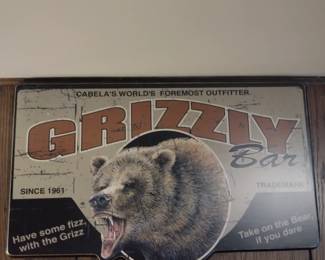 CABELA'S WORLD'S FOREMOST OUTFITTER
GRIZZLY
Bar
SINCE 1961
TRADEMARK
Have some fizz
with the Grizz
Take on the Bear,
if you dare